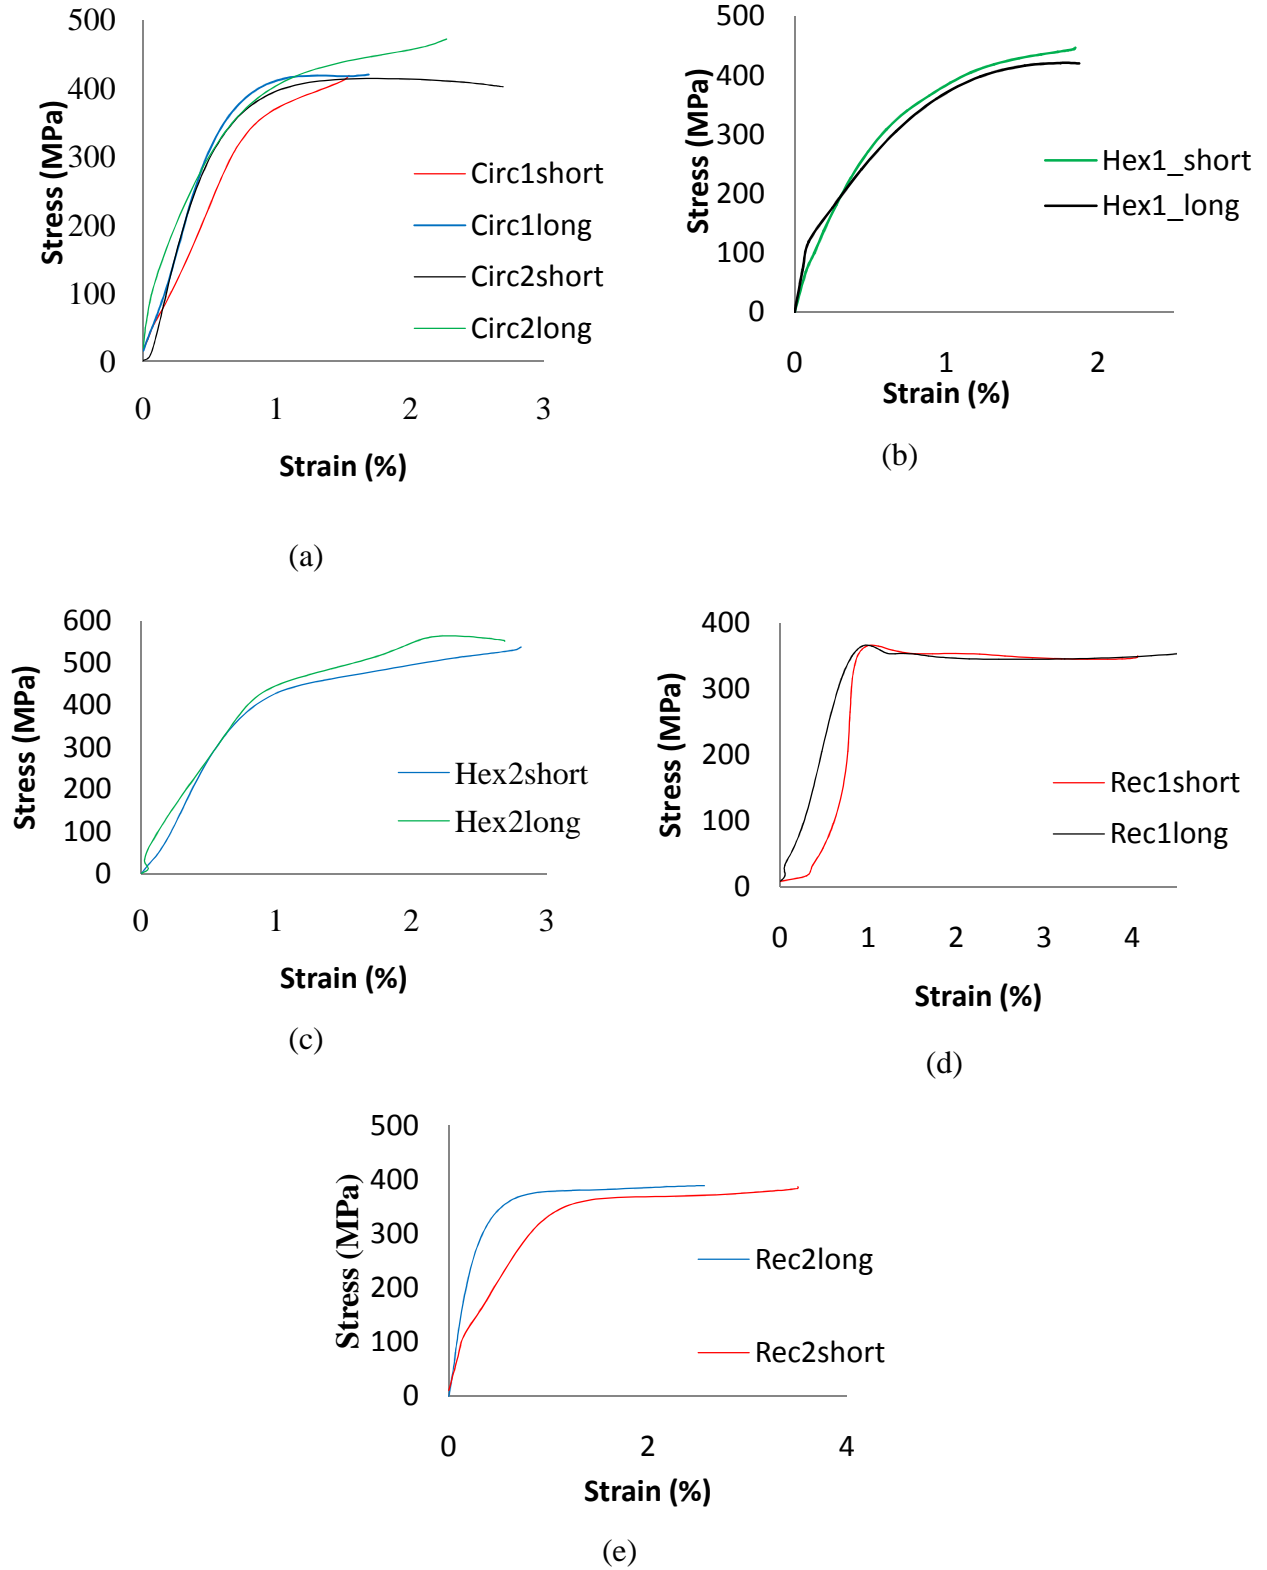 500
400
300
200
100
0
Stress (MPa)
0 1 2 3
Strain (%)
Circ1short
Circ1long
Circ2short
Circ2long
(a)
500
400
300
200
100
0
Stress (MPa)
0 1 2
Strain (%)
Hex1_short
Hex1_long
(b)
600
500
400
300
200
100
0
Stress (MPa)
0 1 2 3
Strain (%)
Hex2short
Hex2long
(c)
400
300
200
100
0
Stress (MPa)
0 1 2 3 4
Strain (%)
Rec1short
Rec1long
(d)
500
400
300
200
100
0
Stress (MPa)
0 2 4
Strain (%)
Rec2long
Rec2short
(e)